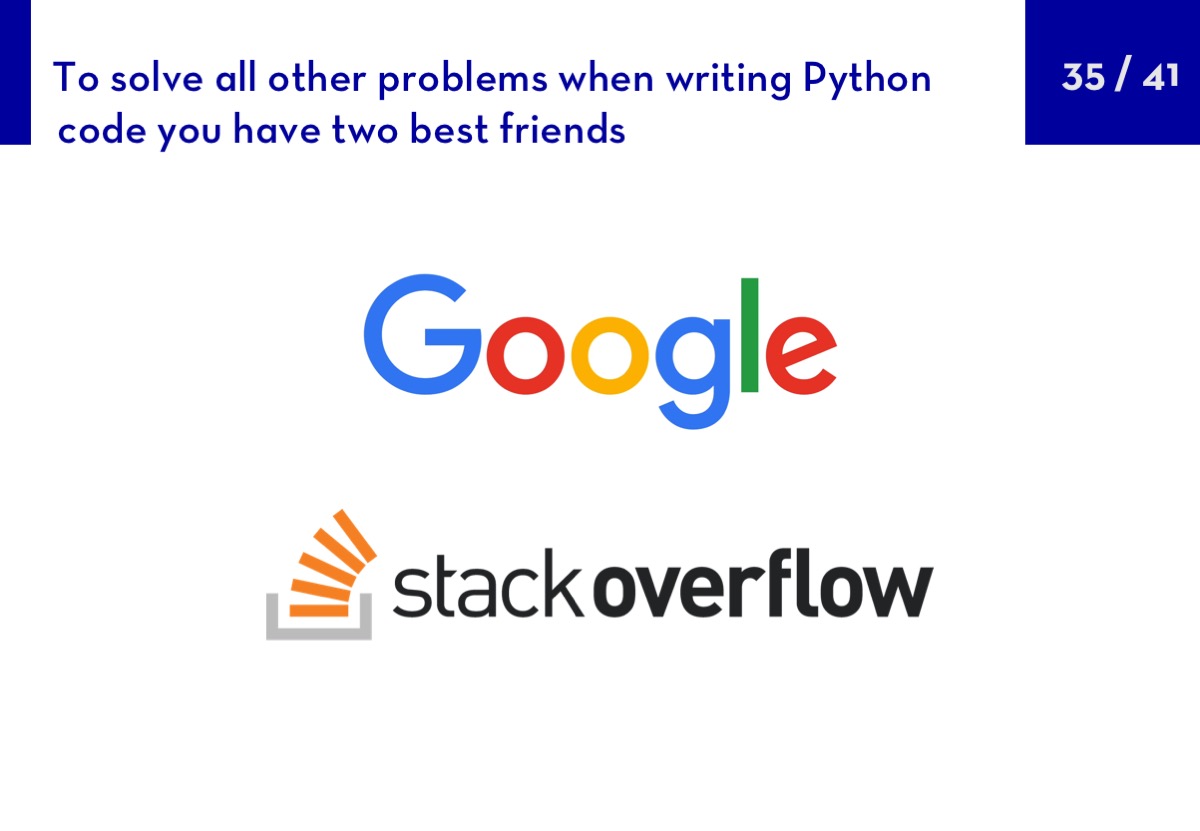 To solve all other problems when writing Python
code you have two best friends
35 / 41
Google
stackoverflow